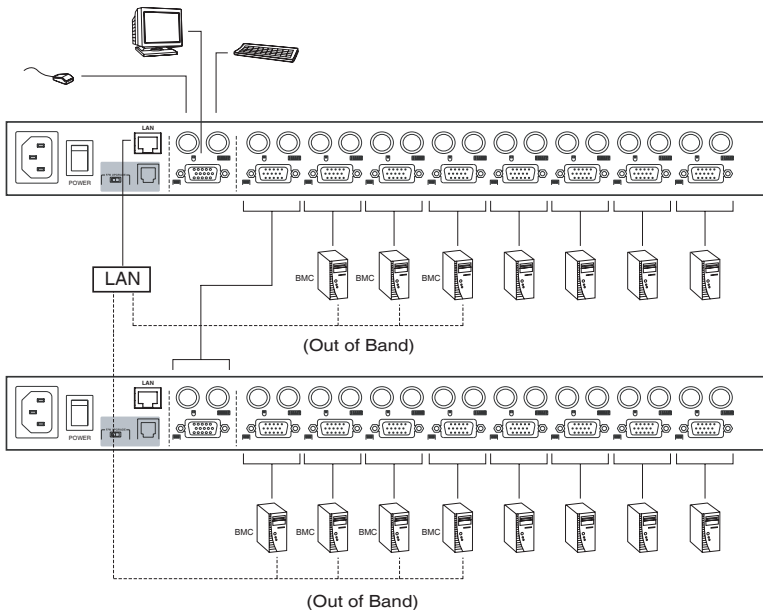 LAN
POWER
LAN
BMC BMC BMC
(Out of Band)
LAN
POWER
BMC BMC BMC BMC
(Out of Band)